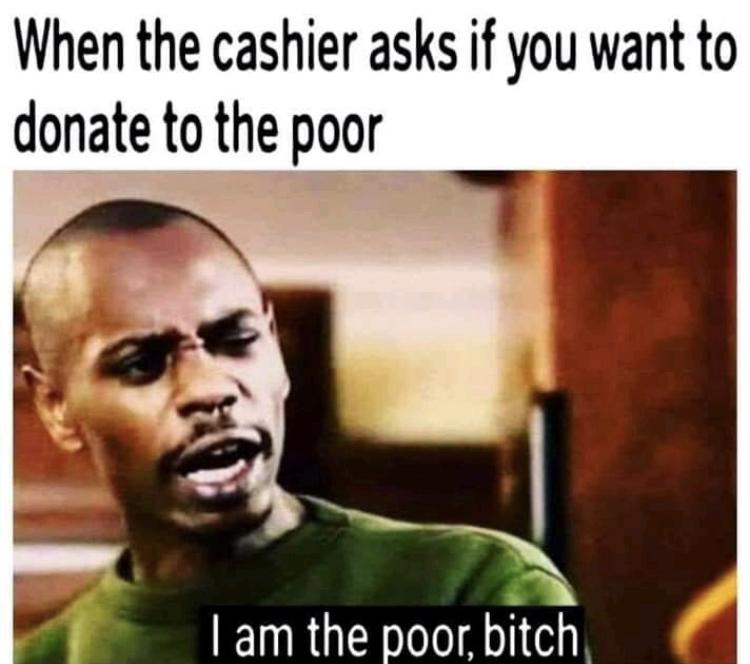 When the cashier asks if you want to
donate to the poor
I am the poor, bitch